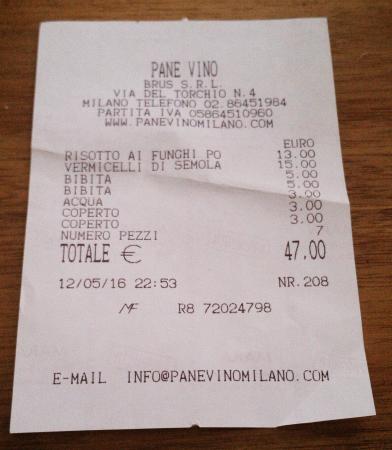 PANE VINO
BRUS S.R.L.
VIA DEL TORCHIO N.4
MILANO TELEFONO 02.86451984
PARTITA IVA 05864510960
WWW.PANEVINOMILANO.COM
EURO
RISOTTO AI FUNGHI PO 13.00
VERMICELLI DI SEMOLA 15.00
BIBITA 5.00
BIBITA 5.00
ACQUA 3.00
COPERTO 3.00
COPERTO 3.00
NUMERO PEZZI 7
TOTALE € 47.00
12/05/16 22:53 NR.208
MF R8 72024798
E-MAIL INFO@PANEVINOMILANO.COM